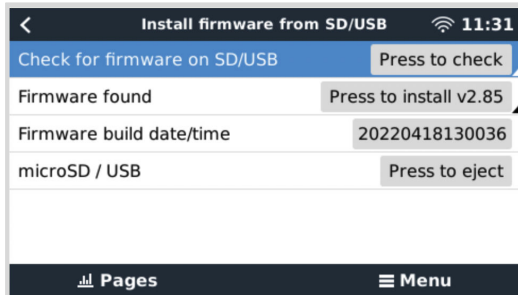 Install firmware from SD/USB 11:31
Check for firmware on SD/USB Press to check
Firmware found Press to install v2.85
Firmware build date/time 20220418130036
microSD / USB Press to eject
Pages Menu